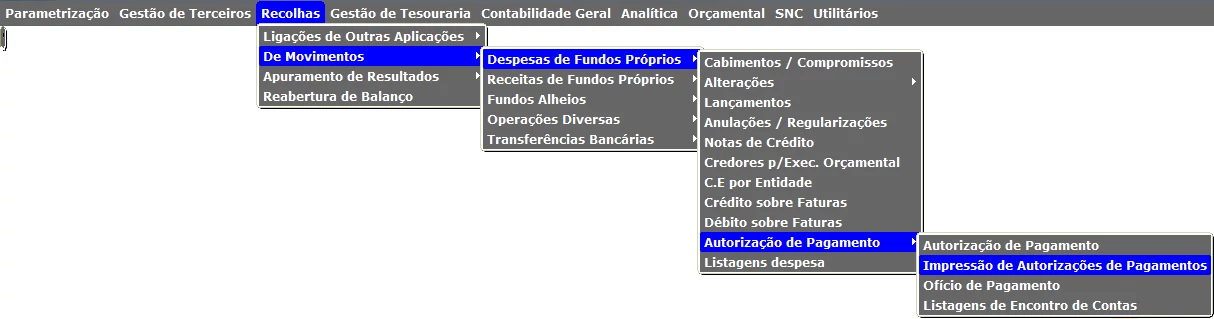 Parametrização Gestão de Terceiros Recolhas Gestão de Tesouraria Contabilidade Geral Analítica Orçamental SNC Utilitários
Ligações de Outras Aplicações
De Movimentos
Apuramento de Resultados
Reabertura de Balanço
Despesas de Fundos Próprios
Receitas de Fundos Próprios
Fundos Alheios
Operações Diversas
Transferências Bancárias
Cabimentos / Compromissos
Alterações
Lançamentos
Anulações / Regularizações
Notas de Crédito
Credores p/Exec. Orçamental
C.E por Entidade
Crédito sobre Faturas
Débito sobre Faturas
Autorização de Pagamento
Listagens despesa
Autorização de Pagamento
Impressão de Autorizações de Pagamentos
Ofício de Pagamento
Listagens de Encontro de Contas